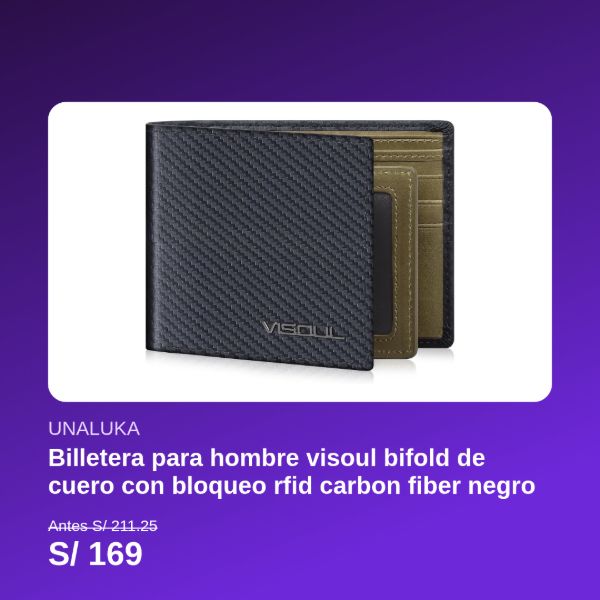 VISOUL
UNALUKA
Billetera para hombre visoul bifold de
cuero con bloqueo rfid carbon fiber negro
Antes S/ 211.25
S/ 169